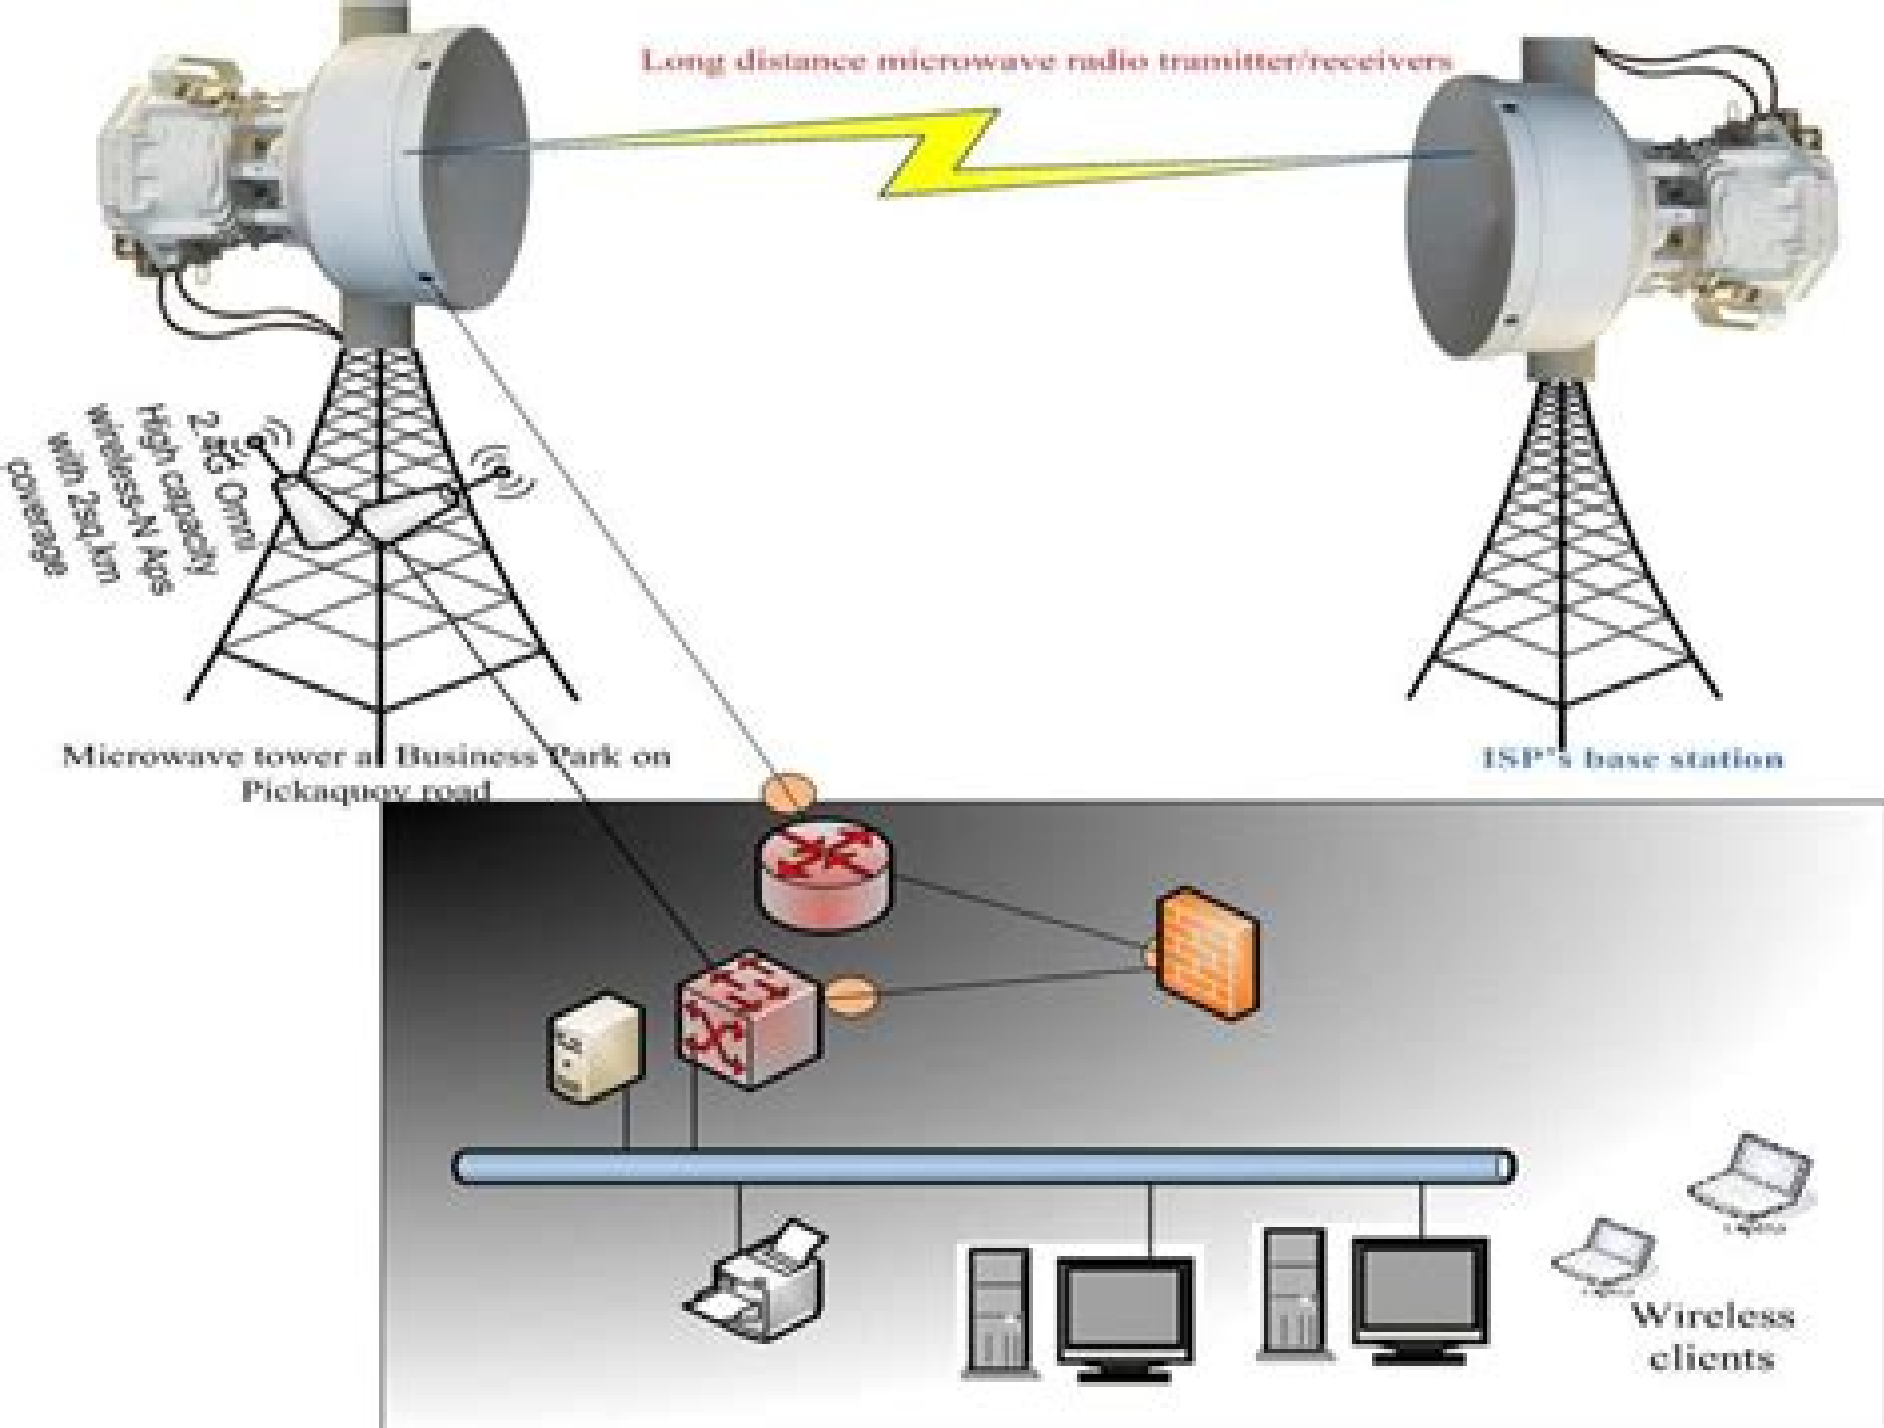 Long distance microwave radio tramitter/receivers
2.4G Omni
High capacity
wireless-N Aps
with 2sq.km
coverage
Microwave tower at Business Park on
Pickaquoy road
ISP's base station
Wireless
clients